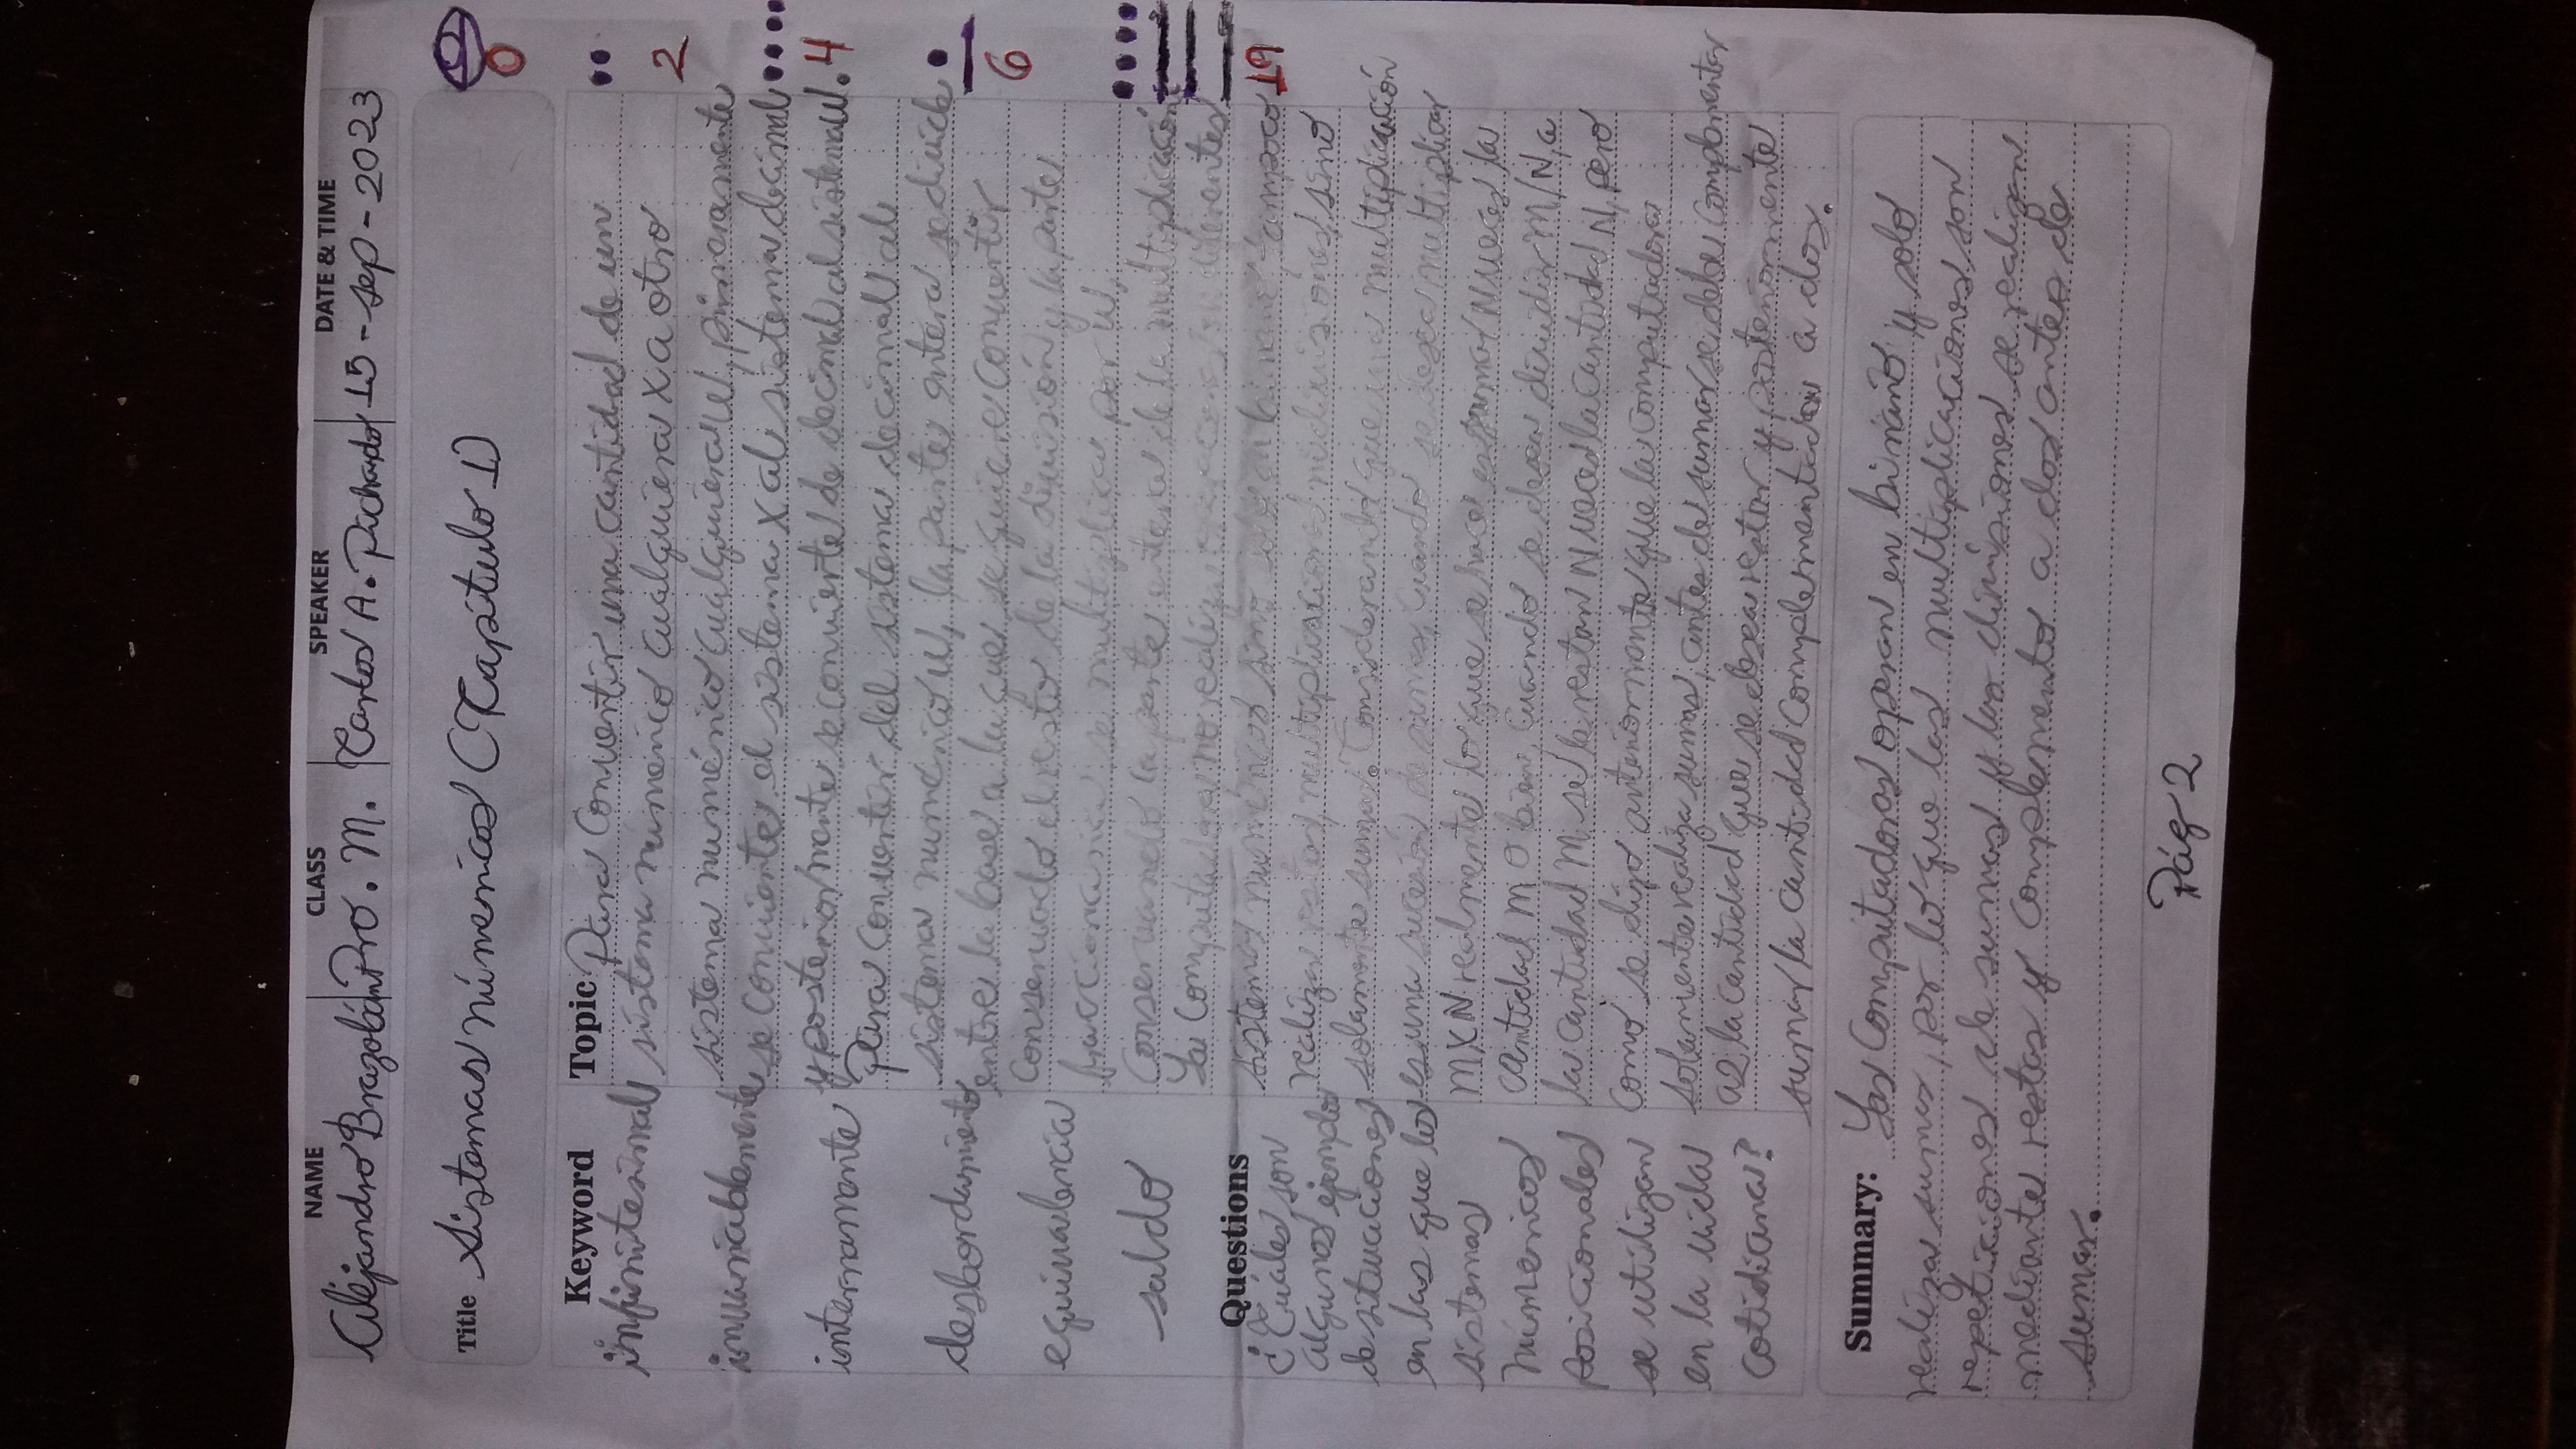 NAME CLASS SPEAKER DATE & TIME
Alejandro Brazobán Pro. M. Carlos A. Pichardo 15-sep-2023
Title Sistemas númericos (Capítulo 1)
0
Keyword
infinitesimal
invariablemente
internamente
desbordamiento
equivalencia
saldo
Questions
¿Cuáles son
algunos ejemplos
de situaciones
en las que los
sistemas
númericos
posicionales
se utilizan
en la vida
cotidiana?
Topic Para convertir una cantidad de un
sistema númerico cualquiera X a otro
sistema numérico cualquiera W, primeramente
se convierte el sistema X al sistema decimal
y posteriormente se convierte de decimal al sistema W.
Para convertir del sistema decimal al
sistema numérico W, la parte entera se divide
entre la base a la que se quiere convertir
conservado el resto de la división y la parte
fraccionaria se multiplica por W,
conservando la parte entera de la multiplicación
La computadora no realiza operaciones en diferentes
sistemas numéricos sino solo en binario, tampoco
realiza restas, multiplicaciones ni divisiones, sino
solamente sumas. Considerando que una multiplicación
es una sucesión de sumas, cuando se desea multiplicar
MXN realmente lo que se hace es sumar N veces la
cantidad M o bien, cuando se desea dividir M/N, a
la cantidad M se le restan N veces la cantidad N, pero
como se dijo anteriormente que la computadora
solamente realiza sumas, antes de sumar se debe complementar
a 2 la cantidad que se desea restar y posteriormente
sumar la cantidad complementada a dos.
2
4
6
19
Summary: Las computadoras operan en binario y solo
realiza sumas, por lo que las multiplicaciones son
repeticiones de sumas y las divisiones se realizan
mediante restas y complemento a dos antes de
sumar.
Pág 2